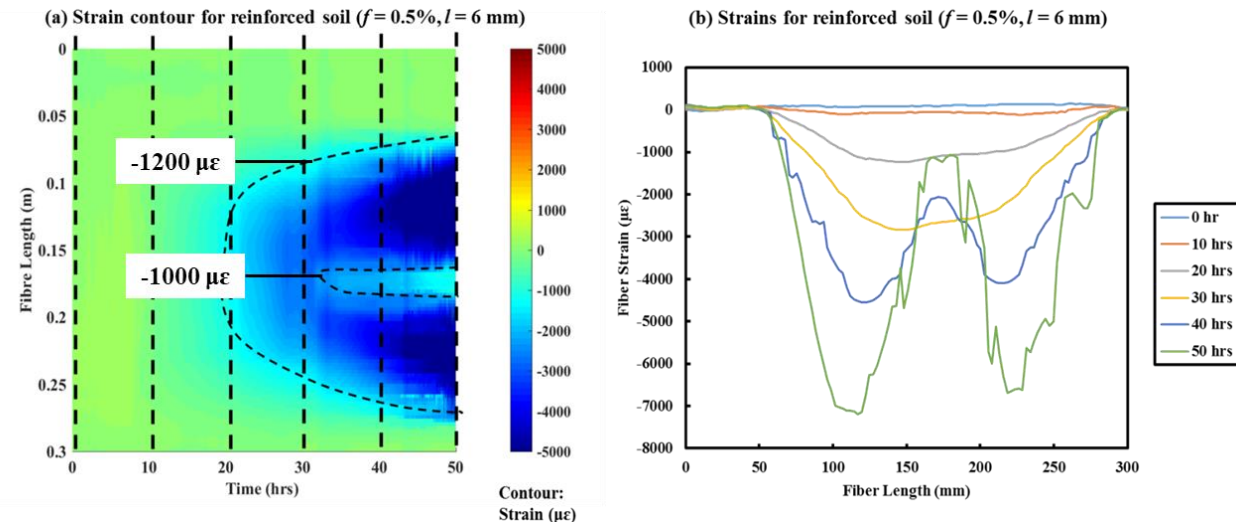 (a) Strain contour for reinforced soil (f = 0.5%, l = 6 mm)
0
0.05
0.1
0.15
0.2
0.25
0.3
Fibre Length (m)
-1200 µε
-1000 µε
0
10
20
30
40
50
Time (hrs)
5000
4000
3000
2000
1000
0
-1000
-2000
-3000
-4000
-5000
Contour:
Strain (µε)
(b) Strains for reinforced soil (f = 0.5%, l = 6 mm)
1000
0
-1000
-2000
-3000
-4000
-5000
-6000
-7000
-8000
Fiber Strain (µε)
0
50
100
150
200
250
300
Fiber Length (mm)
0 hr
10 hrs
20 hrs
30 hrs
40 hrs
50 hrs